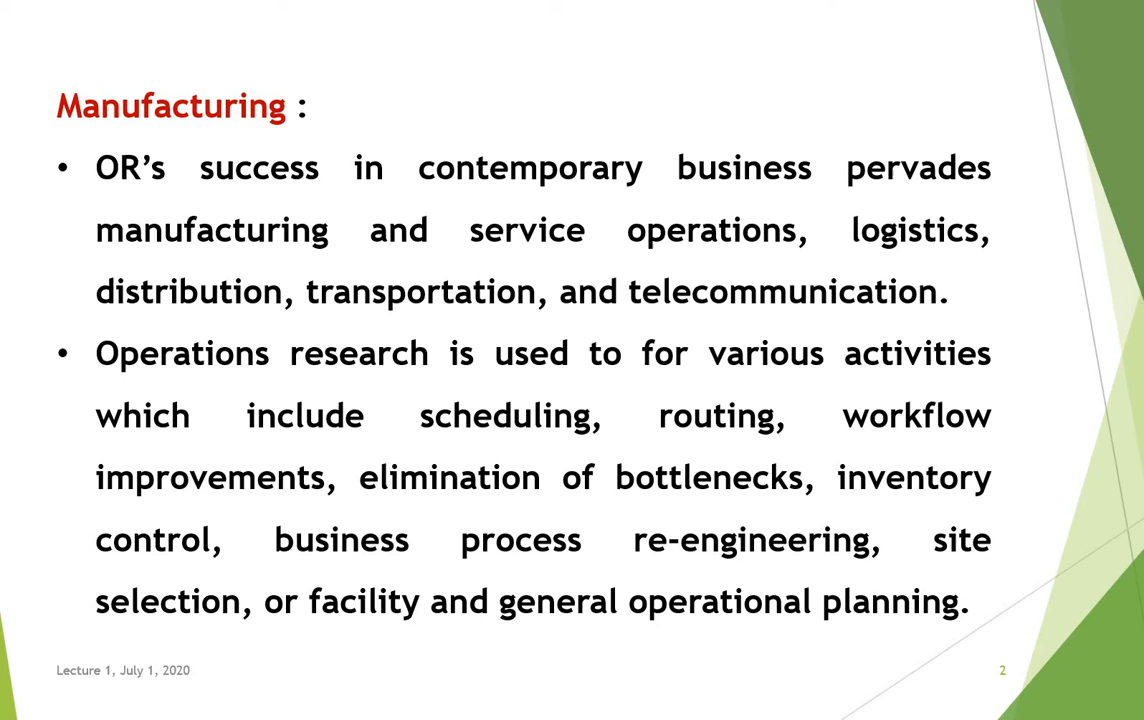 Manufacturing :
• OR’s success in contemporary business pervades
manufacturing and service operations, logistics,
distribution, transportation, and telecommunication.
• Operations research is used to for various activities
which include scheduling, routing, workflow
improvements, elimination of bottlenecks, inventory
control, business process re-engineering, site
selection, or facility and general operational planning.
Lecture 1, July 1, 2020
2